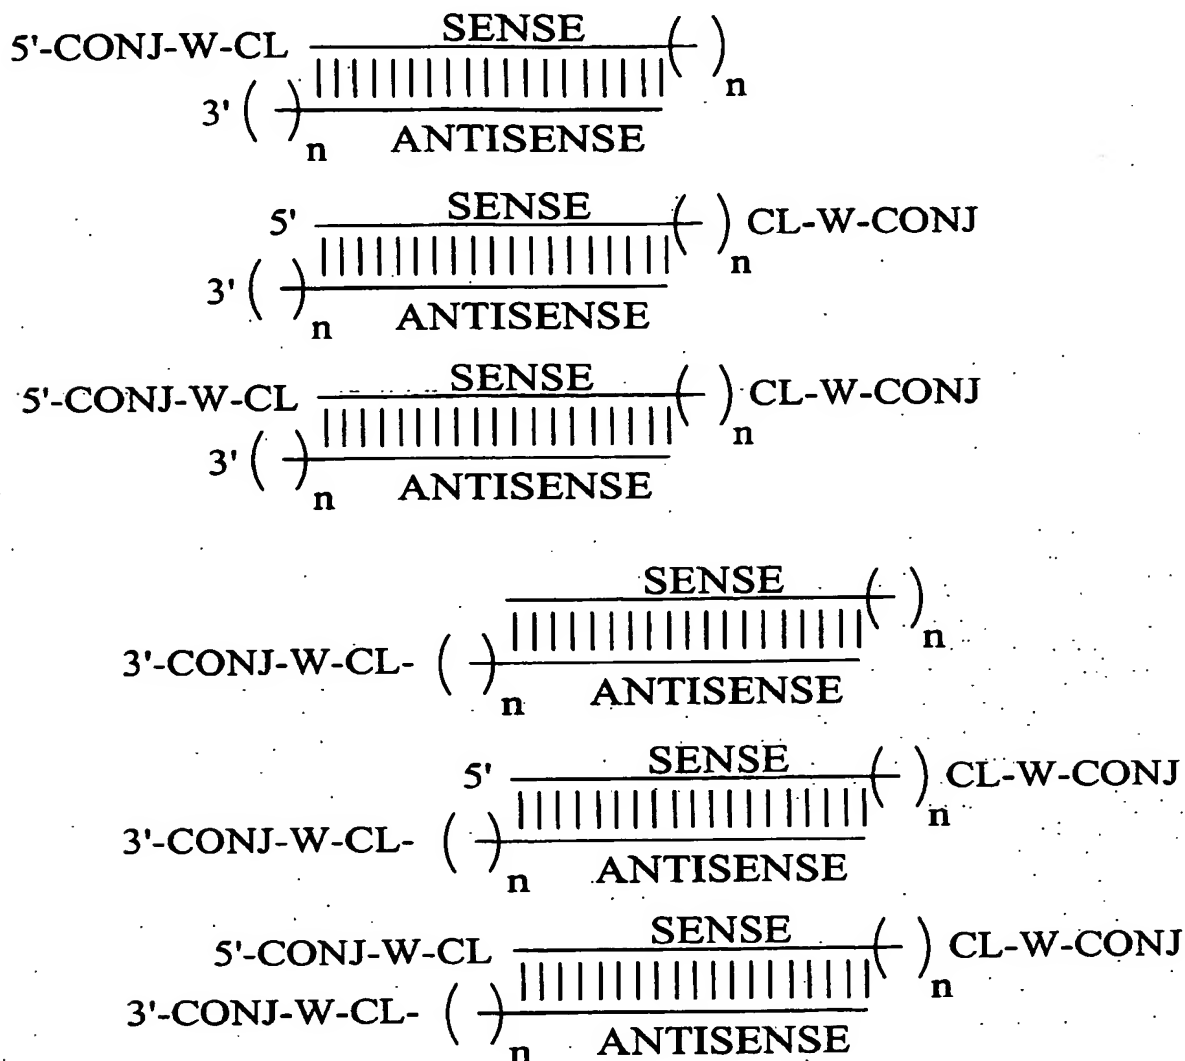 SENSE
5'-CONJ-W-CL ( )n
3' ( )n ANTISENSE
SENSE
5' ( )n CL-W-CONJ
3' ( )n ANTISENSE
SENSE
5'-CONJ-W-CL ( )n CL-W-CONJ
3' ( )n ANTISENSE
SENSE
( )n
3'-CONJ-W-CL- ( )n ANTISENSE
SENSE
5' ( )n CL-W-CONJ
3'-CONJ-W-CL- ( )n ANTISENSE
SENSE
5'-CONJ-W-CL ( )n CL-W-CONJ
3'-CONJ-W-CL- ( )n ANTISENSE